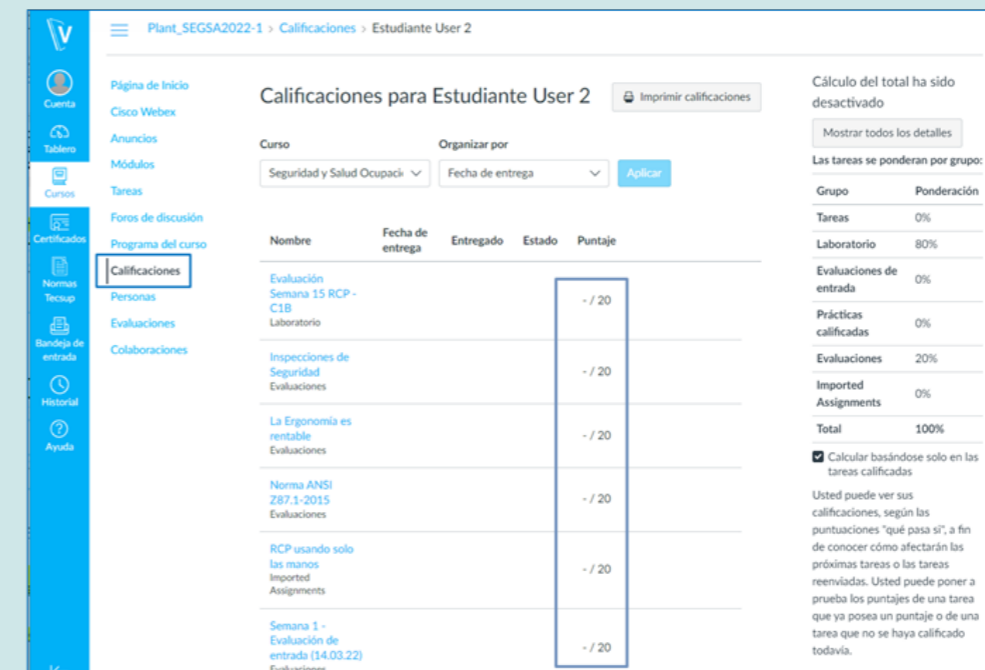 Plant_SEGSA2022-1 > Calificaciones > Estudiante User 2
Cuenta
Tablero
Cursos
Certificados
Normas
Tecsup
Bandeja de
entrada
Historial
Ayuda
Página de Inicio
Cisco Webex
Anuncios
Módulos
Tareas
Foros de discusión
Programa del curso
Calificaciones
Personas
Evaluaciones
Colaboraciones
Calificaciones para Estudiante User 2
Imprimir calificaciones
Curso
Organizar por
Seguridad y Salud Ocupaci
Fecha de entrega
Aplicar
Nombre Fecha de entrega Entregado Estado Puntaje
Evaluación
Semana 15 RCP -
C1B
Laboratorio
- / 20
Inspecciones de
Seguridad
Evaluaciones
- / 20
La Ergonomía es
rentable
Evaluaciones
- / 20
Norma ANSI
Z87.1-2015
Evaluaciones
- / 20
RCP usando solo
las manos
Imported
Assignments
- / 20
Semana 1 -
Evaluación de
entrada (14.03.22)
Evaluaciones
- / 20
Cálculo del total ha sido
desactivado
Mostrar todos los detalles
Las tareas se ponderan por grupo:
Grupo Ponderación
Tareas 0%
Laboratorio 80%
Evaluaciones de
entrada 0%
Prácticas
calificadas 0%
Evaluaciones 20%
Imported
Assignments 0%
Total 100%
Calcular basándose solo en las
tareas calificadas
Usted puede ver sus
calificaciones, según las
puntuaciones "qué pasa si", a fin
de conocer cómo afectarán las
próximas tareas o las tareas
reenviadas. Usted puede poner a
prueba los puntajes de una tarea
que ya posea un puntaje o de una
tarea que no se haya calificado
todavía.